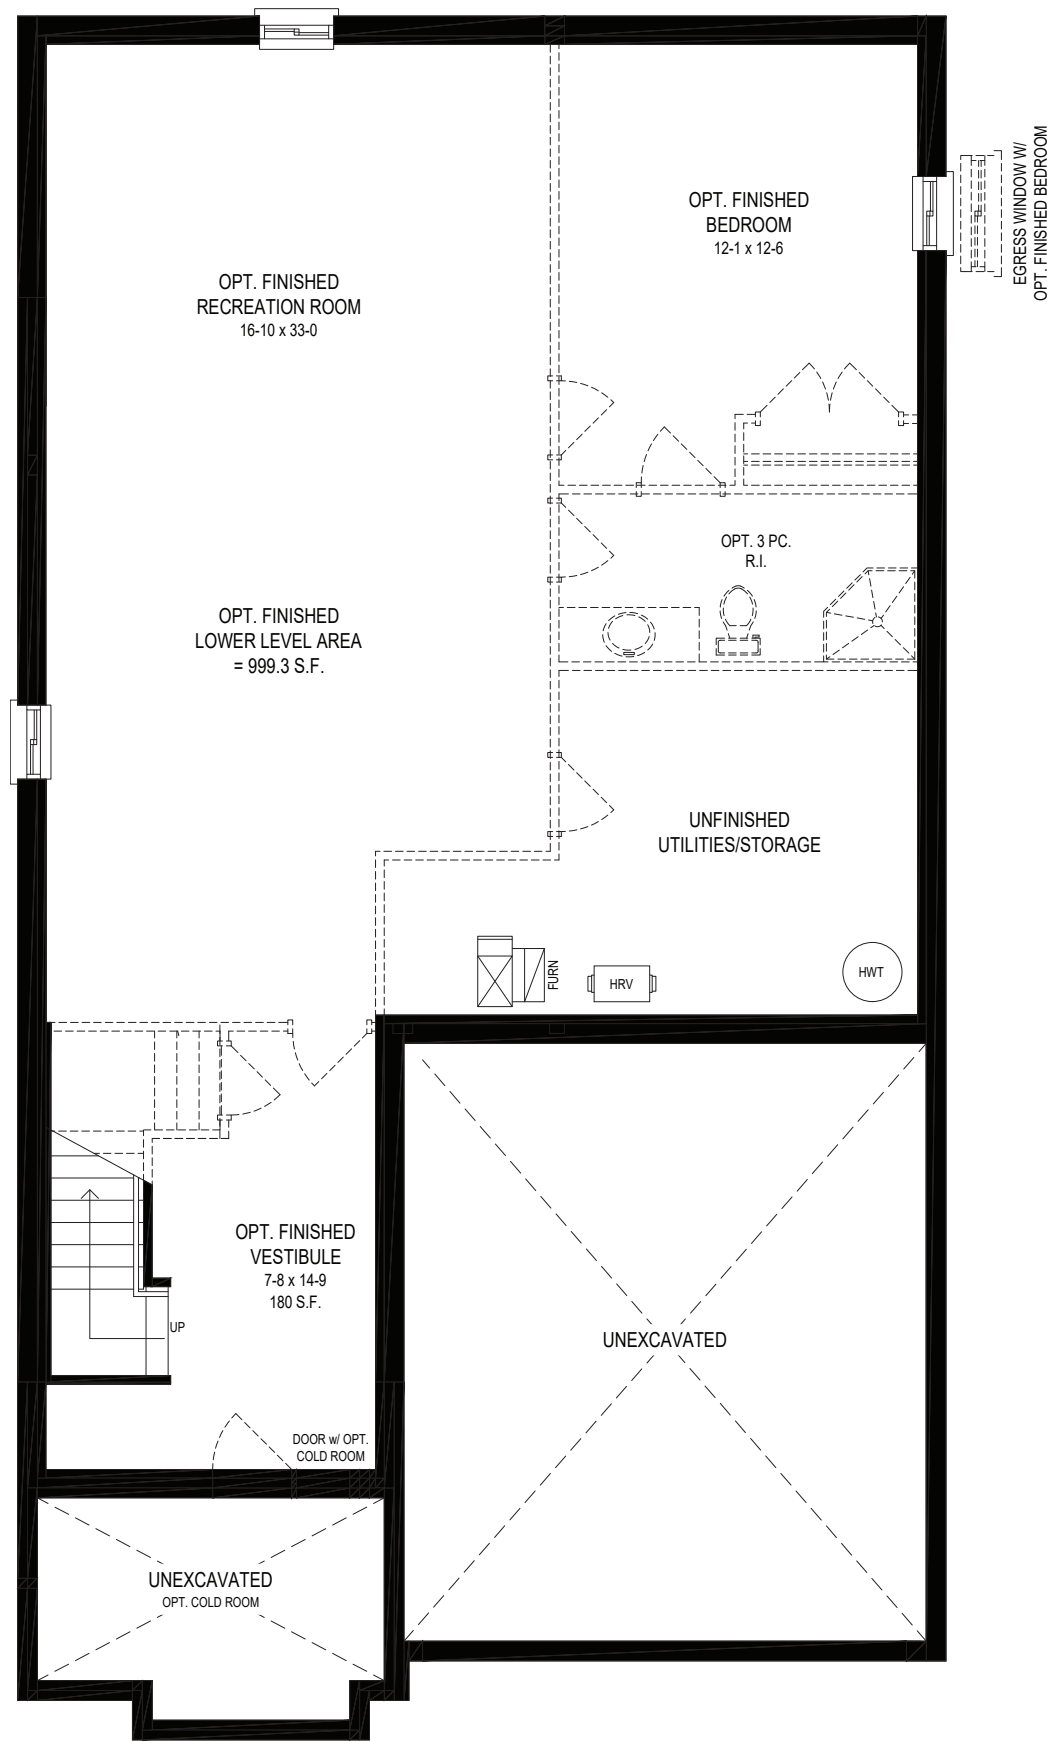 EGRESS WINDOW W/
OPT. FINISHED BEDROOM
OPT. FINISHED
BEDROOM
12-1 x 12-6
OPT. FINISHED
RECREATION ROOM
16-10 x 33-0
OPT. 3 PC.
R.I.
OPT. FINISHED
LOWER LEVEL AREA
= 999.3 S.F.
UNFINISHED
UTILITIES/STORAGE
FURN
HRV
HWT
OPT. FINISHED
VESTIBULE
7-8 x 14-9
180 S.F.
UP
UNEXCAVATED
DOOR w/ OPT.
COLD ROOM
UNEXCAVATED
OPT. COLD ROOM